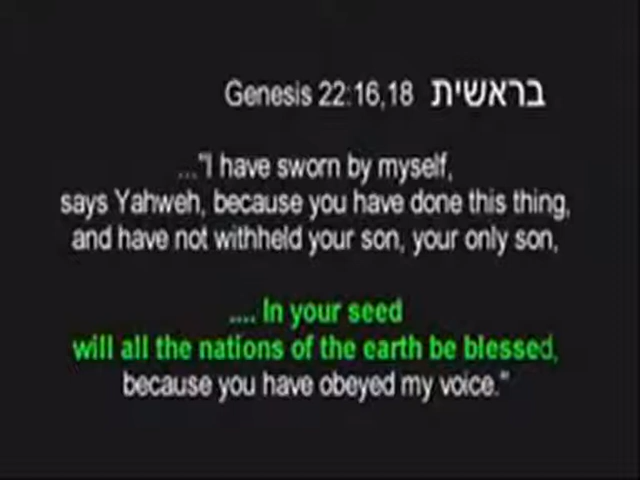 Genesis 22:16,18 בראשית
..."I have sworn by myself,
says Yahweh, because you have done this thing,
and have not withheld your son, your only son,
.... In your seed
will all the nations of the earth be blessed,
because you have obeyed my voice."